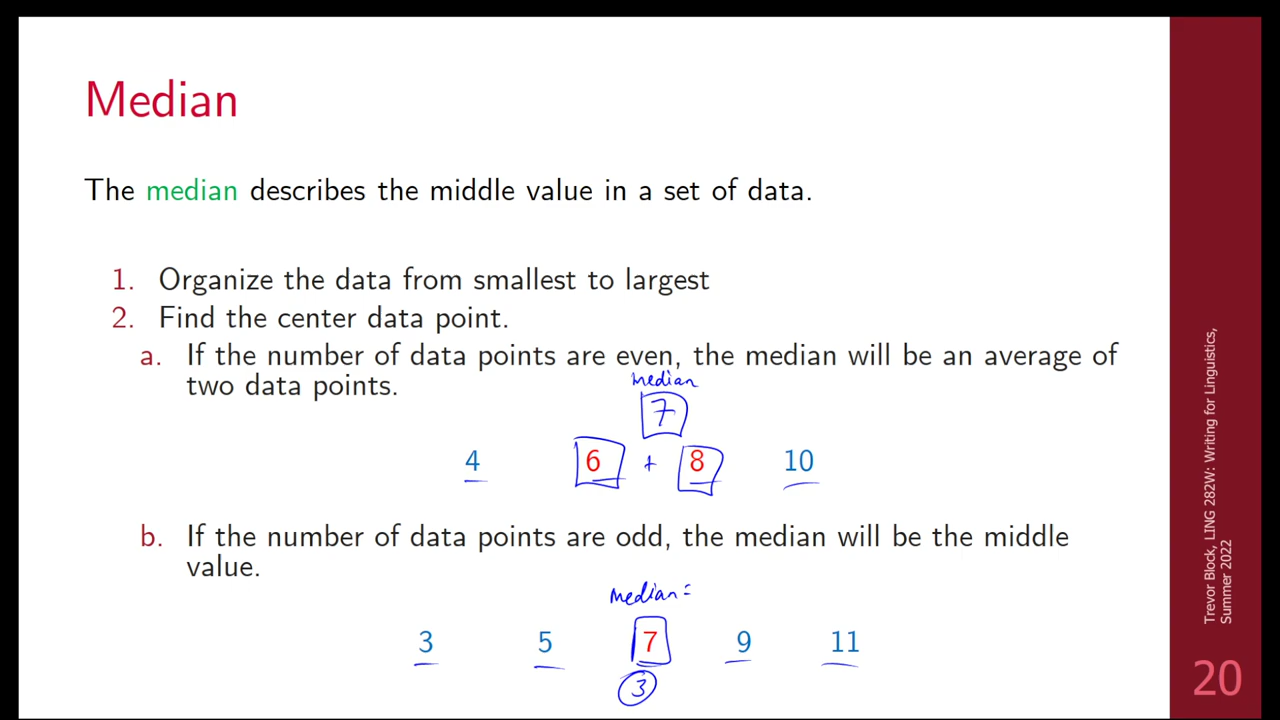 Median
The median describes the middle value in a set of data.
1. Organize the data from smallest to largest
2. Find the center data point.
a. If the number of data points are even, the median will be an average of
two data points.
median
7
4 6 + 8 10
b. If the number of data points are odd, the median will be the middle
value.
median =
3 5 7 9 11
3
Trevor Block, LING 282W: Writing for Linguistics,
Summer 2022
20